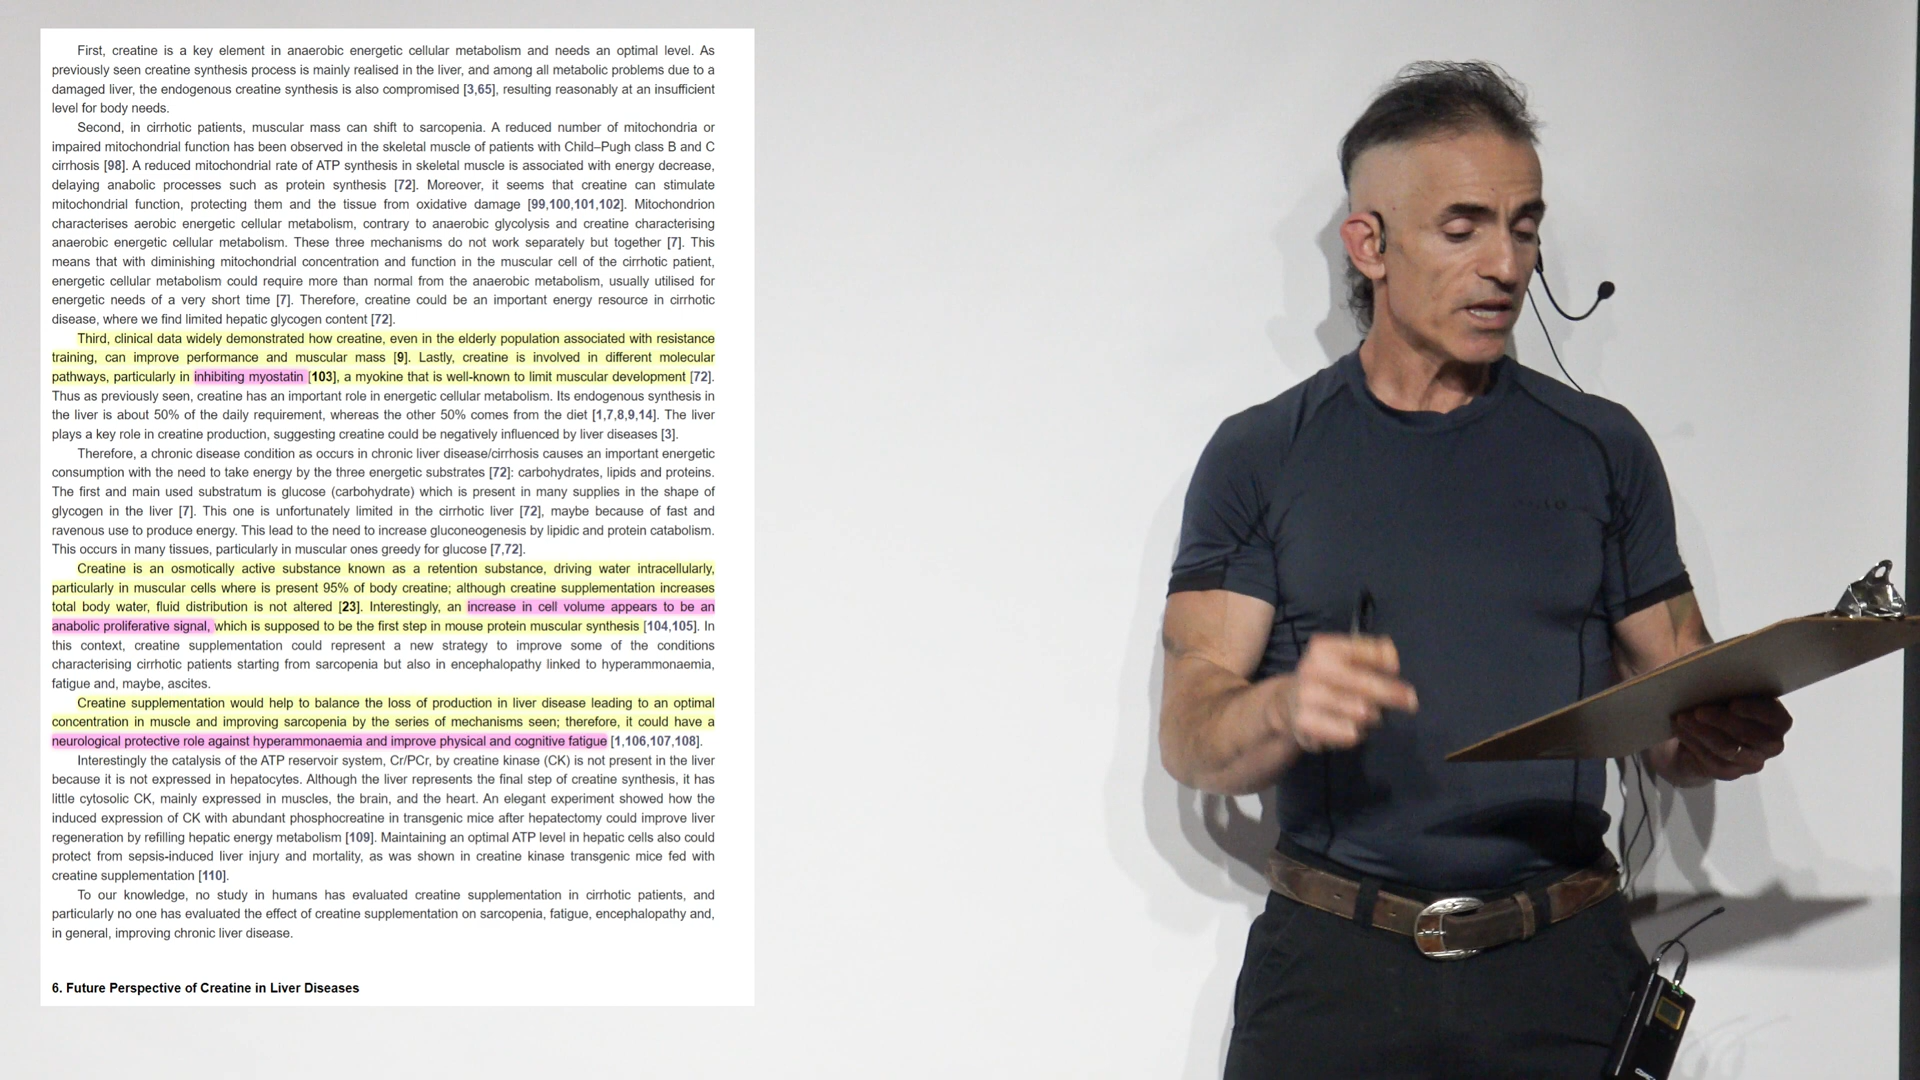 First, creatine is a key element in anaerobic energetic cellular metabolism and needs an optimal level. As
previously seen creatine synthesis process is mainly realised in the liver, and among all metabolic problems due to a
damaged liver, the endogenous creatine synthesis is also compromised [3,65], resulting reasonably at an insufficient
level for body needs.
Second, in cirrhotic patients, muscular mass can shift to sarcopenia. A reduced number of mitochondria or
impaired mitochondrial function has been observed in the skeletal muscle of patients with Child–Pugh class B and C
cirrhosis [98]. A reduced mitochondrial rate of ATP synthesis in skeletal muscle is associated with energy decrease,
delaying anabolic processes such as protein synthesis [72]. Moreover, it seems that creatine can stimulate
mitochondrial function, protecting them and the tissue from oxidative damage [99,100,101,102]. Mitochondrion
characterises aerobic energetic cellular metabolism, contrary to anaerobic glycolysis and creatine characterising
anaerobic energetic cellular metabolism. These three mechanisms do not work separately but together [7]. This
means that with diminishing mitochondrial concentration and function in the muscular cell of the cirrhotic patient,
energetic cellular metabolism could require more than normal from the anaerobic metabolism, usually utilised for
energetic needs of a very short time [7]. Therefore, creatine could be an important energy resource in cirrhotic
disease, where we find limited hepatic glycogen content [72].
Third, clinical data widely demonstrated how creatine, even in the elderly population associated with resistance
training, can improve performance and muscular mass [9]. Lastly, creatine is involved in different molecular
pathways, particularly in inhibiting myostatin [103], a myokine that is well-known to limit muscular development [72].
Thus as previously seen, creatine has an important role in energetic cellular metabolism. Its endogenous synthesis in
the liver is about 50% of the daily requirement, whereas the other 50% comes from the diet [1,7,8,9,14]. The liver
plays a key role in creatine production, suggesting creatine could be negatively influenced by liver diseases [3].
Therefore, a chronic disease condition as occurs in chronic liver disease/cirrhosis causes an important energetic
consumption with the need to take energy by the three energetic substrates [72]: carbohydrates, lipids and proteins.
The first and main used substratum is glucose (carbohydrate) which is present in many supplies in the shape of
glycogen in the liver [7]. This one is unfortunately limited in the cirrhotic liver [72], maybe because of fast and
ravenous use to produce energy. This lead to the need to increase gluconeogenesis by lipidic and protein catabolism.
This occurs in many tissues, particularly in muscular ones greedy for glucose [7,72].
Creatine is an osmotically active substance known as a retention substance, driving water intracellularly,
particularly in muscular cells where is present 95% of body creatine; although creatine supplementation increases
total body water, fluid distribution is not altered [23]. Interestingly, an increase in cell volume appears to be an
anabolic proliferative signal, which is supposed to be the first step in mouse protein muscular synthesis [104,105]. In
this context, creatine supplementation could represent a new strategy to improve some of the conditions
characterising cirrhotic patients starting from sarcopenia but also in encephalopathy linked to hyperammonaemia,
fatigue and, maybe, ascites.
Creatine supplementation would help to balance the loss of production in liver disease leading to an optimal
concentration in muscle and improving sarcopenia by the series of mechanisms seen; therefore, it could have a
neurological protective role against hyperammonaemia and improve physical and cognitive fatigue [1,106,107,108].
Interestingly the catalysis of the ATP reservoir system, Cr/PCr, by creatine kinase (CK) is not present in the liver
because it is not expressed in hepatocytes. Although the liver represents the final step of creatine synthesis, it has
little cytosolic CK, mainly expressed in muscles, the brain, and the heart. An elegant experiment showed how the
induced expression of CK with abundant phosphocreatine in transgenic mice after hepatectomy could improve liver
regeneration by refilling hepatic energy metabolism [109]. Maintaining an optimal ATP level in hepatic cells also could
protect from sepsis-induced liver injury and mortality, as was shown in creatine kinase transgenic mice fed with
creatine supplementation [110].
To our knowledge, no study in humans has evaluated creatine supplementation in cirrhotic patients, and
particularly no one has evaluated the effect of creatine supplementation on sarcopenia, fatigue, encephalopathy and,
in general, improving chronic liver disease.
6. Future Perspective of Creatine in Liver Diseases